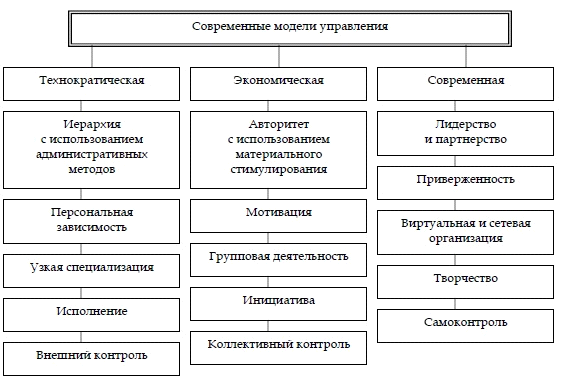 Современные модели управления
Технократическая
Иерархия
с использованием
административных
методов
Персональная
зависимость
Узкая специализация
Исполнение
Внешний контроль
Экономическая
Авторитет
с использованием
материального
стимулирования
Мотивация
Групповая деятельность
Инициатива
Коллективный контроль
Современная
Лидерство
и партнерство
Приверженность
Виртуальная и сетевая
организация
Творчество
Самоконтроль